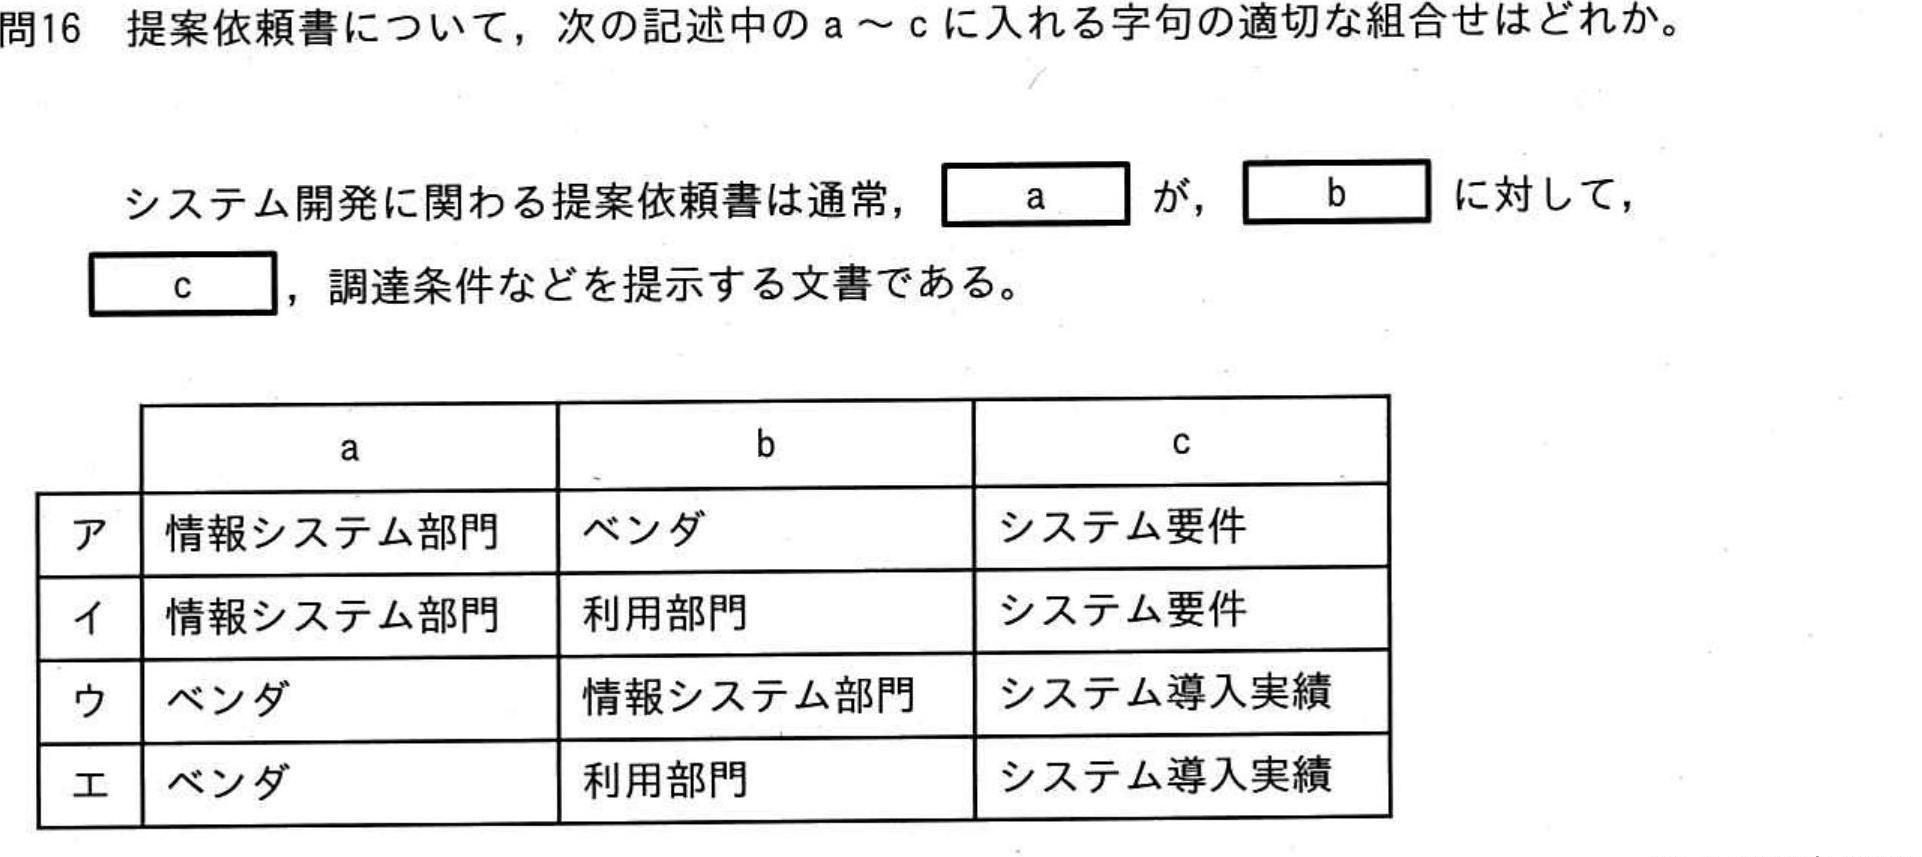 問16 提案依頼書について，次の記述中の a ～ c に入れる字句の適切な組合せはどれか。
システム開発に関わる提案依頼書は通常， a が， b に対して，
c ，調達条件などを提示する文書である。
a b c
ア 情報システム部門 ベンダ システム要件
イ 情報システム部門 利用部門 システム要件
ウ ベンダ 情報システム部門 システム導入実績
エ ベンダ 利用部門 システム導入実績